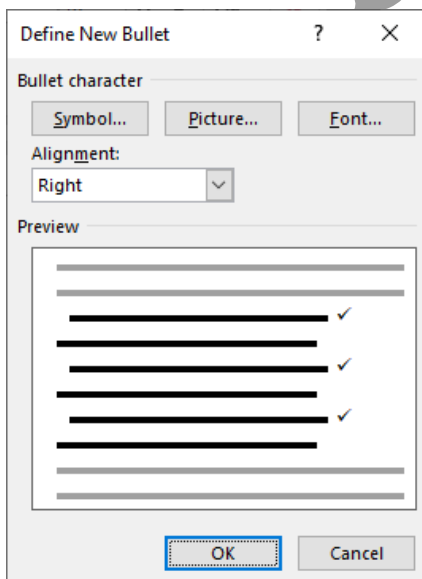 Define New Bullet ?
Bullet character
Symbol... Picture... Font...
Alignment:
Right
Preview
OK Cancel